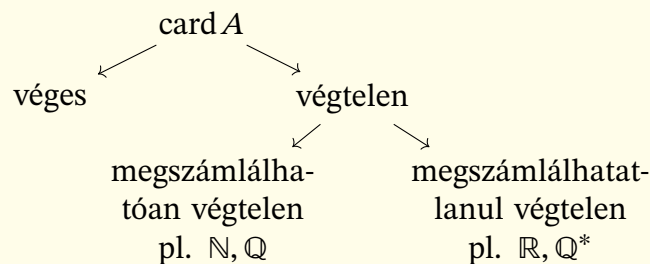 card A
véges
végtelen
megszámlálha-
tóan végtelen
pl. ℕ, ℚ
megszámlálhatat-
lanul végtelen
pl. ℝ, ℚ*